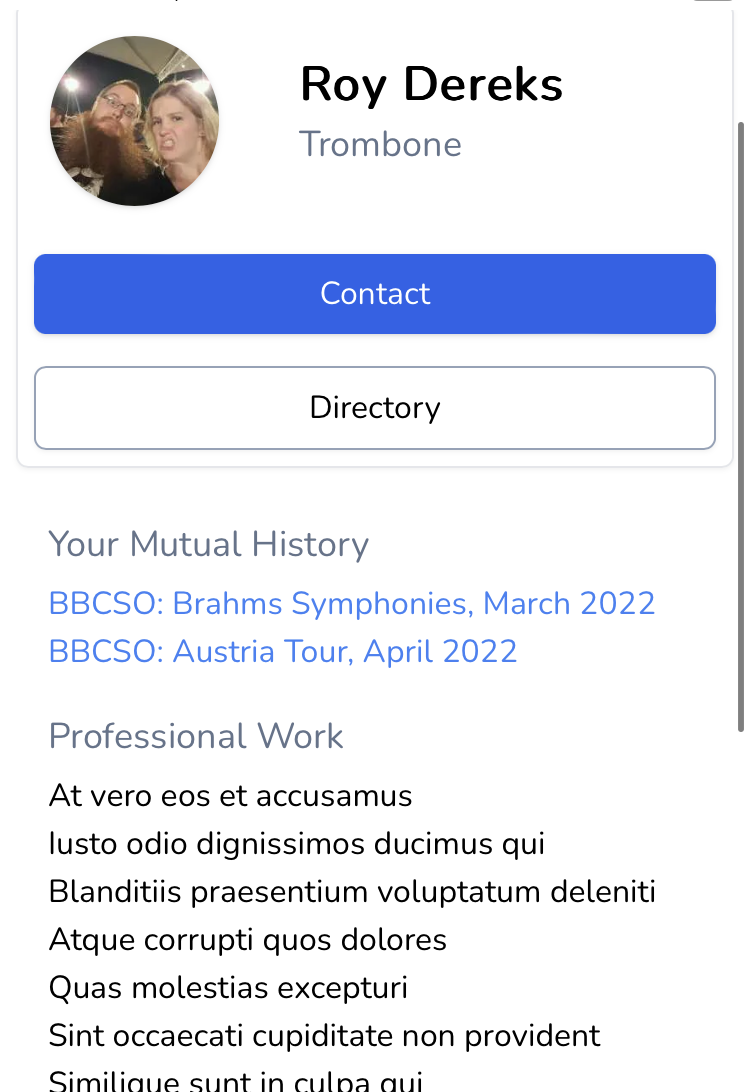 Roy Dereks
Trombone
Contact
Directory
Your Mutual History
BBCSO: Brahms Symphonies, March 2022
BBCSO: Austria Tour, April 2022
Professional Work
At vero eos et accusamus
Iusto odio dignissimos ducimus qui
Blanditiis praesentium voluptatum deleniti
Atque corrupti quos dolores
Quas molestias excepturi
Sint occaecati cupiditate non provident
Similique sunt in culpa qui